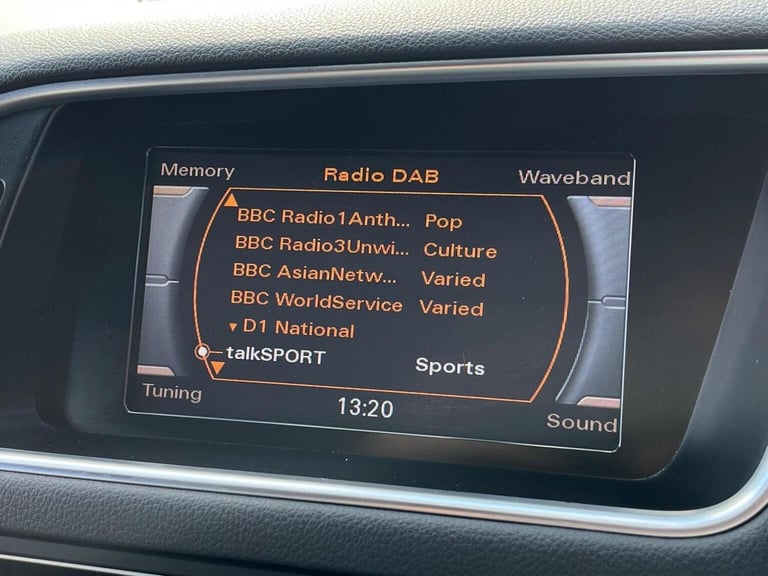 Memory Radio DAB Waveband
BBC Radio1Anth... Pop
BBC Radio3Unwi... Culture
BBC AsianNetw... Varied
BBC WorldService Varied
▾ D1 National
talkSPORT Sports
Tuning 13:20 Sound